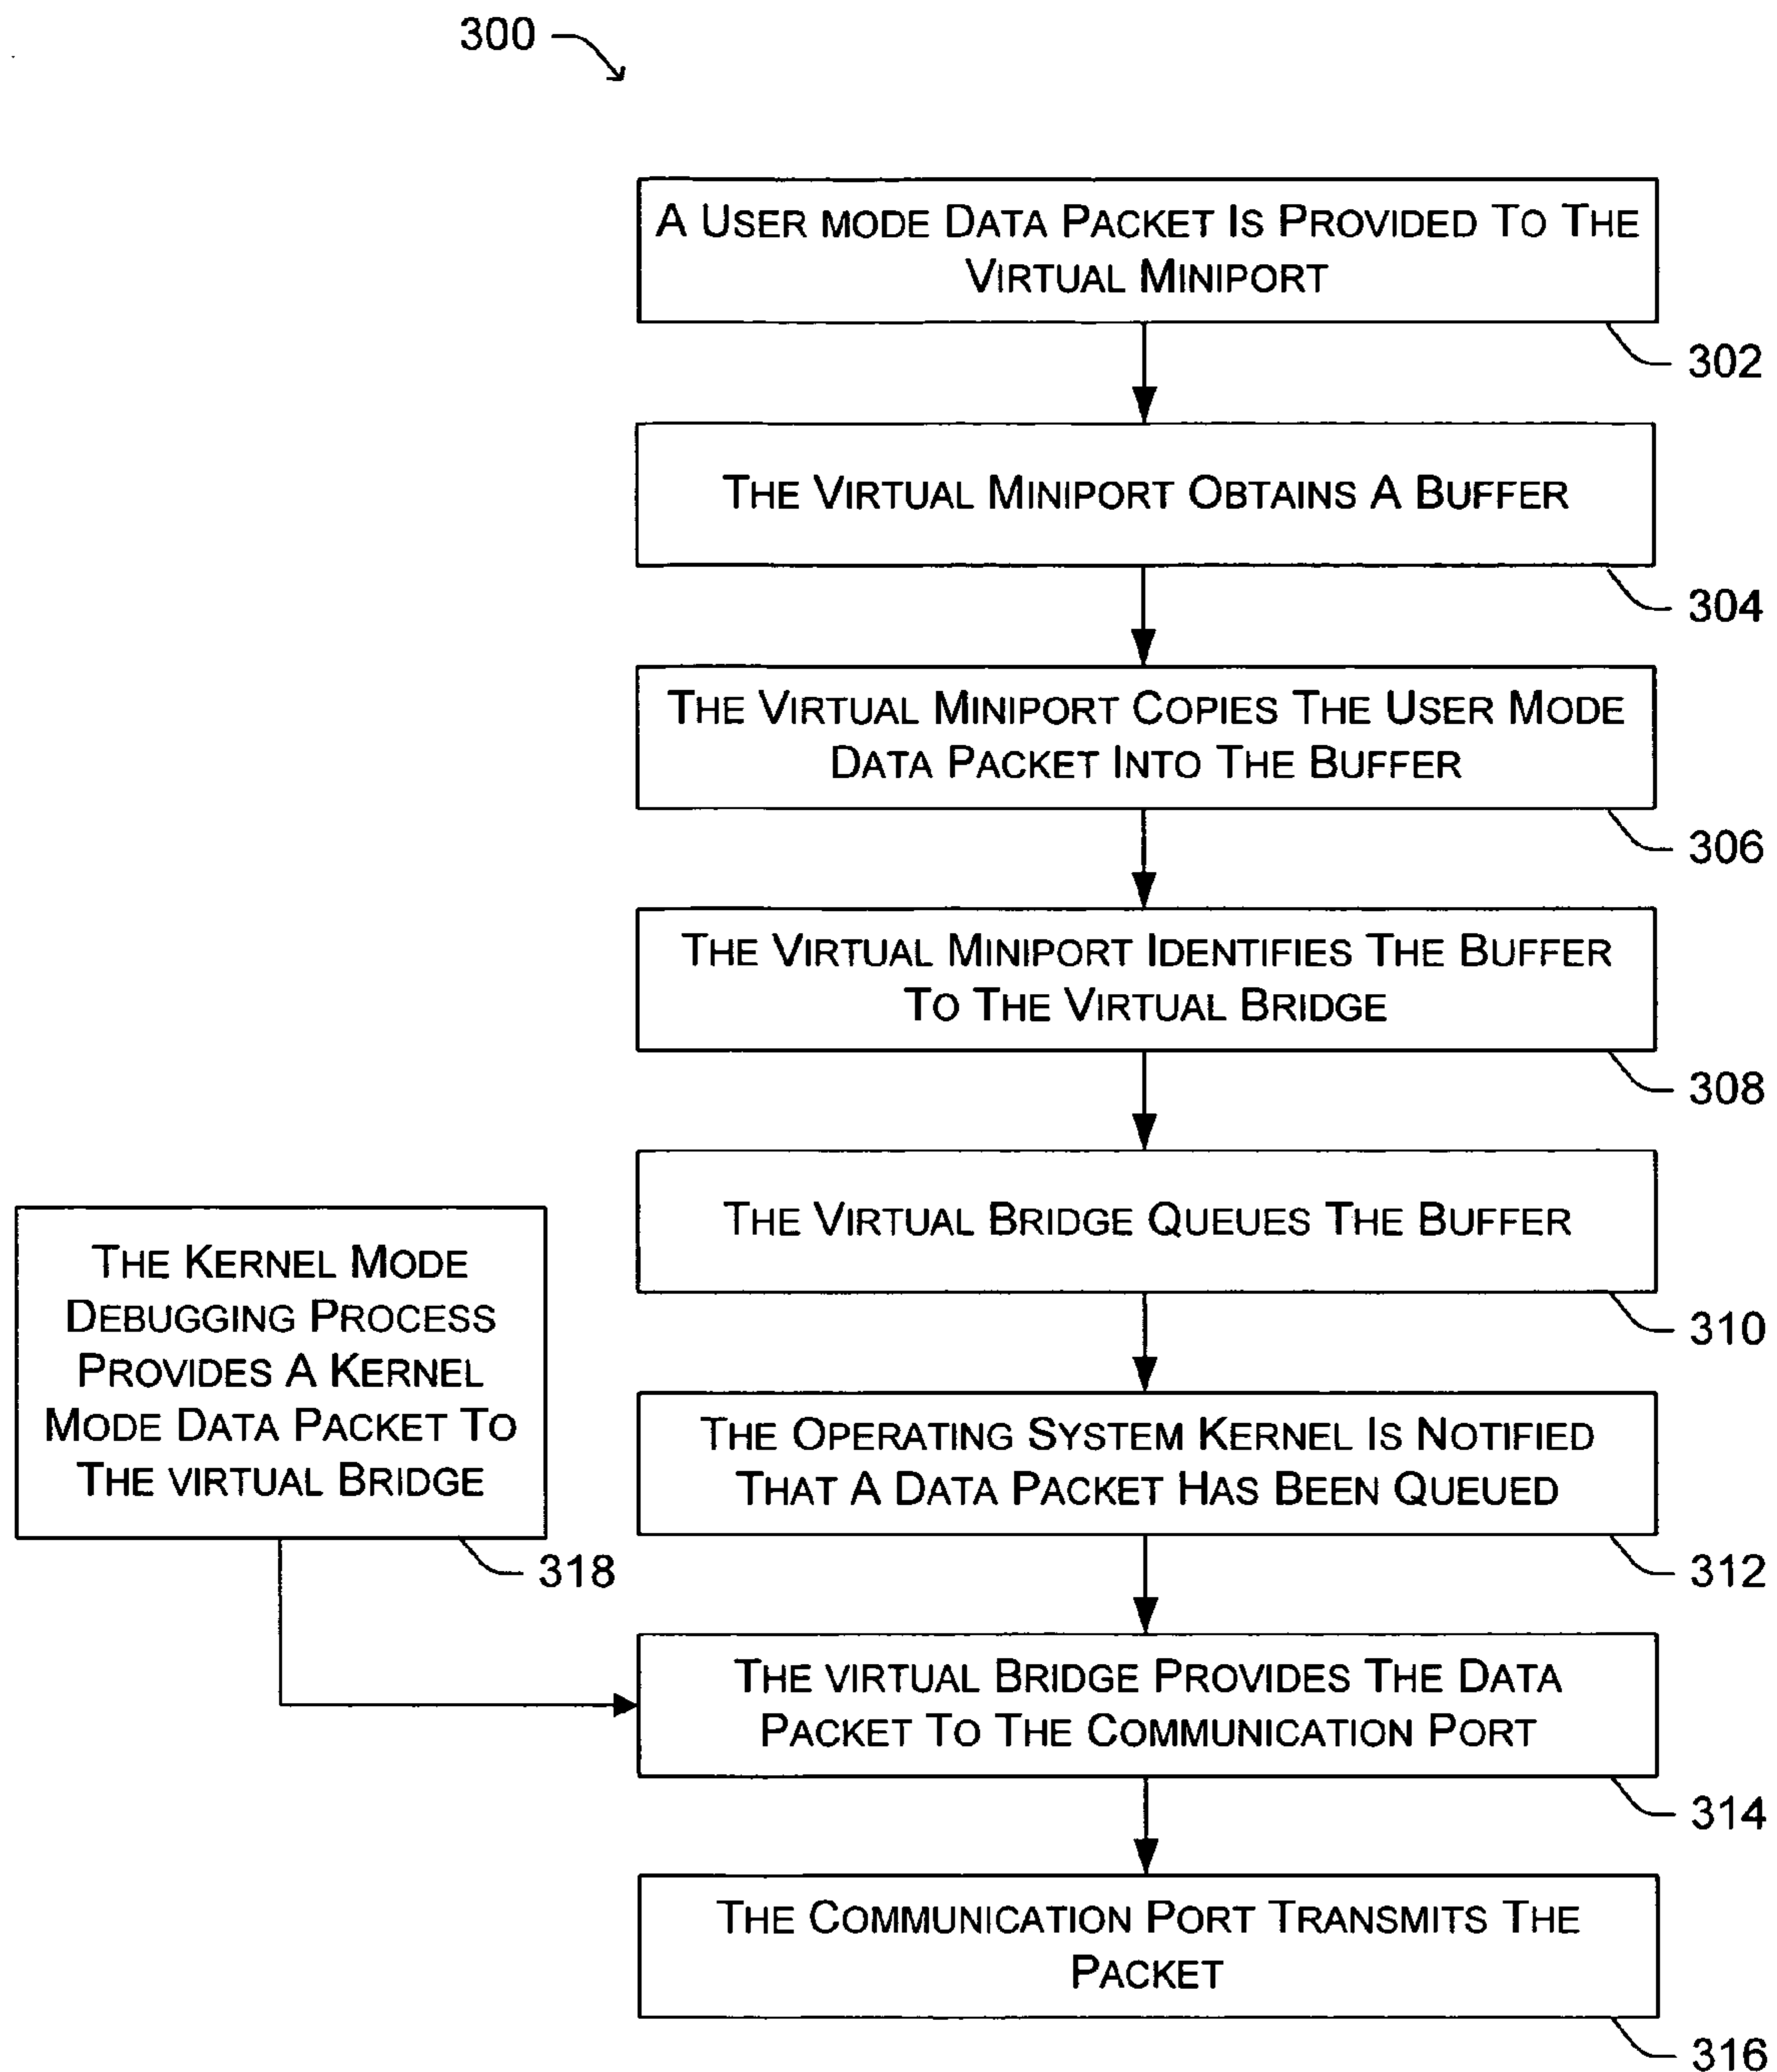 300
A USER MODE DATA PACKET IS PROVIDED TO THE
VIRTUAL MINIPORT
302
THE VIRTUAL MINIPORT OBTAINS A BUFFER
304
THE VIRTUAL MINIPORT COPIES THE USER MODE
DATA PACKET INTO THE BUFFER
306
THE VIRTUAL MINIPORT IDENTIFIES THE BUFFER
TO THE VIRTUAL BRIDGE
308
THE VIRTUAL BRIDGE QUEUES THE BUFFER
310
THE KERNEL MODE
DEBUGGING PROCESS
PROVIDES A KERNEL
MODE DATA PACKET TO
THE VIRTUAL BRIDGE
318
THE OPERATING SYSTEM KERNEL IS NOTIFIED
THAT A DATA PACKET HAS BEEN QUEUED
312
THE VIRTUAL BRIDGE PROVIDES THE DATA
PACKET TO THE COMMUNICATION PORT
314
THE COMMUNICATION PORT TRANSMITS THE
PACKET
316